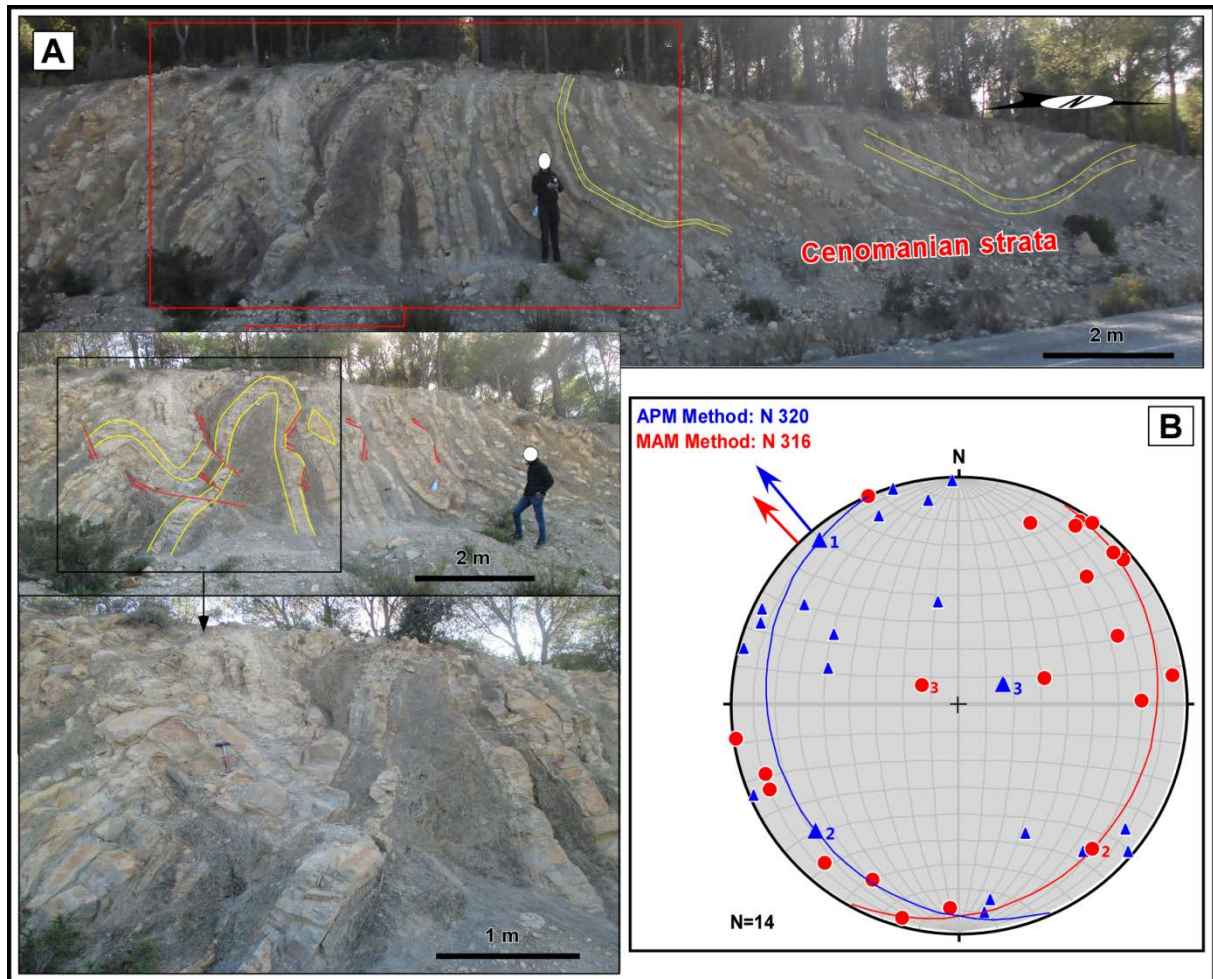 A
N
Cenomanian strata
2 m
2 m
1 m
APM Method: N 320
MAM Method: N 316
B
N
1
3
3
2
2
N=14